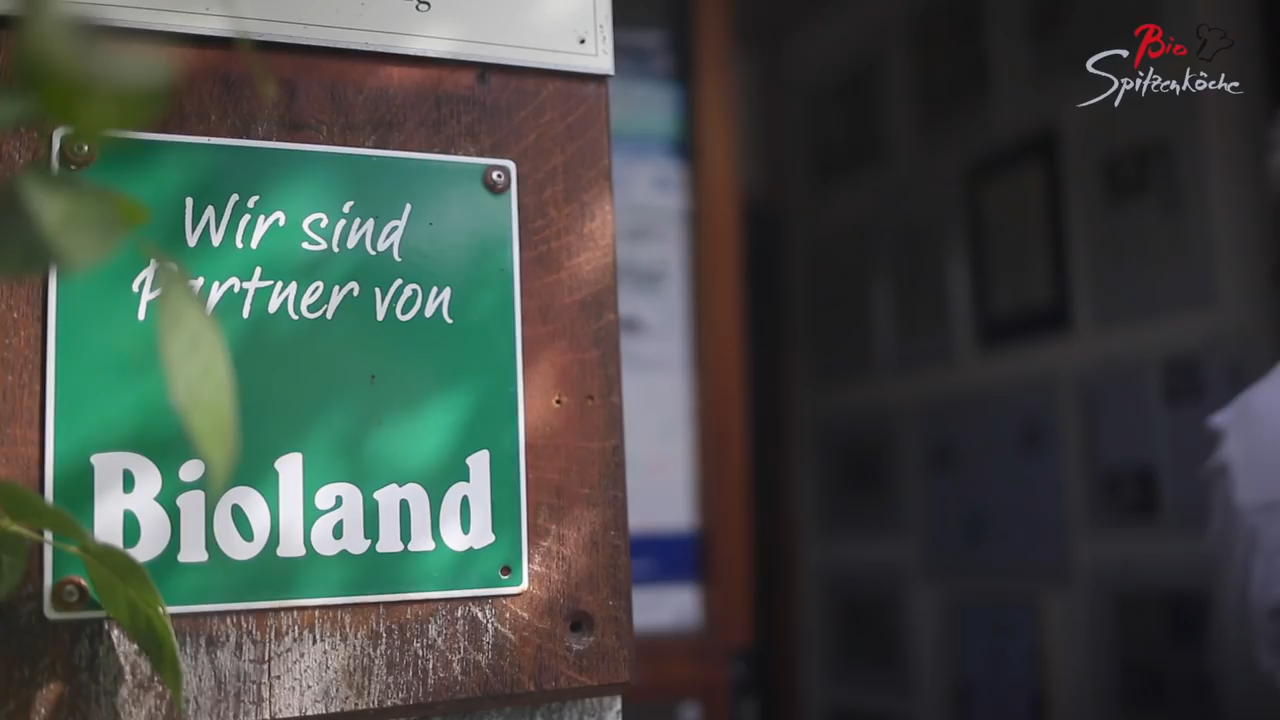 Bio
Spitzenköche
Wir sind
Partner von
Bioland